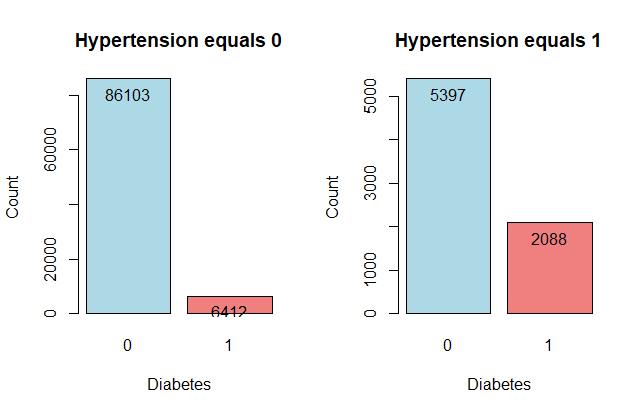 Hypertension equals 0
Count
0
20000
60000
86103
6412
0
1
Diabetes
Hypertension equals 1
Count
0
1000
3000
5000
5397
2088
0
1
Diabetes